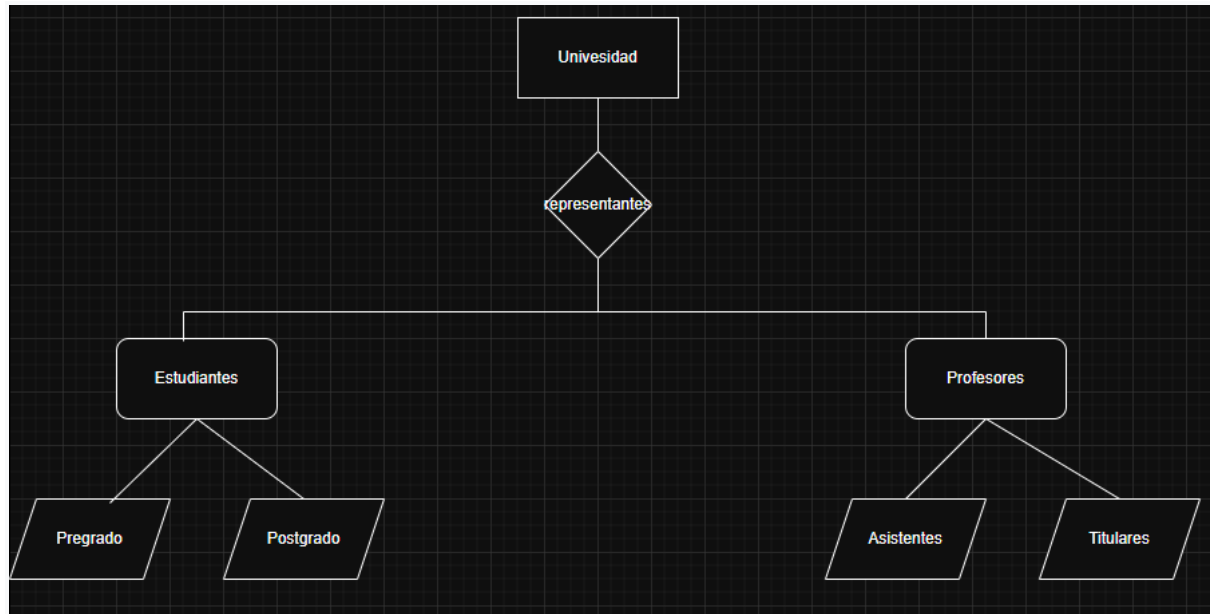 Univesidad
representantes
Estudiantes
Profesores
Pregrado
Postgrado
Asistentes
Titulares